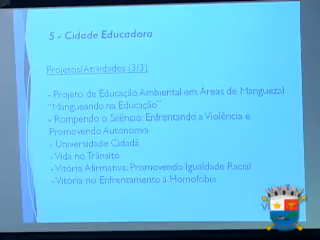 5 - Cidade Educadora
Projetos/Atividades (3/3)
- Projeto de Educação Ambiental em Áreas de Manguezal
"Mangueando na Educação"
- Rompendo o Silêncio: Enfrentando a Violência e
Promovendo Autonomia
- Universidade Cidadã
- Vida no Trânsito
- Vitória Afirmativa: Promovendo Igualdade Racial
- Vitória no Enfrentamento à Homofobia